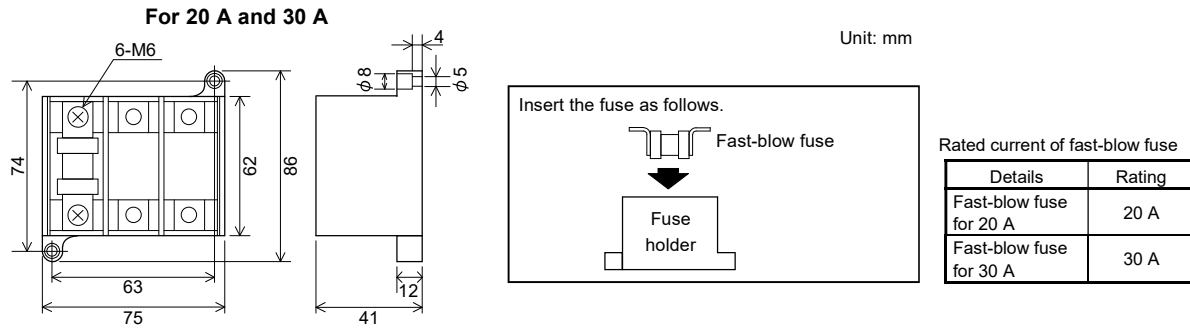 For 20 A and 30 A
Unit: mm
6-M6
74
62
86
63
75
4
ϕ8
ϕ5
12
41
Insert the fuse as follows.
Fast-blow fuse
Fuse
holder
Rated current of fast-blow fuse
Details Rating
Fast-blow fuse
for 20 A
20 A
Fast-blow fuse
for 30 A
30 A